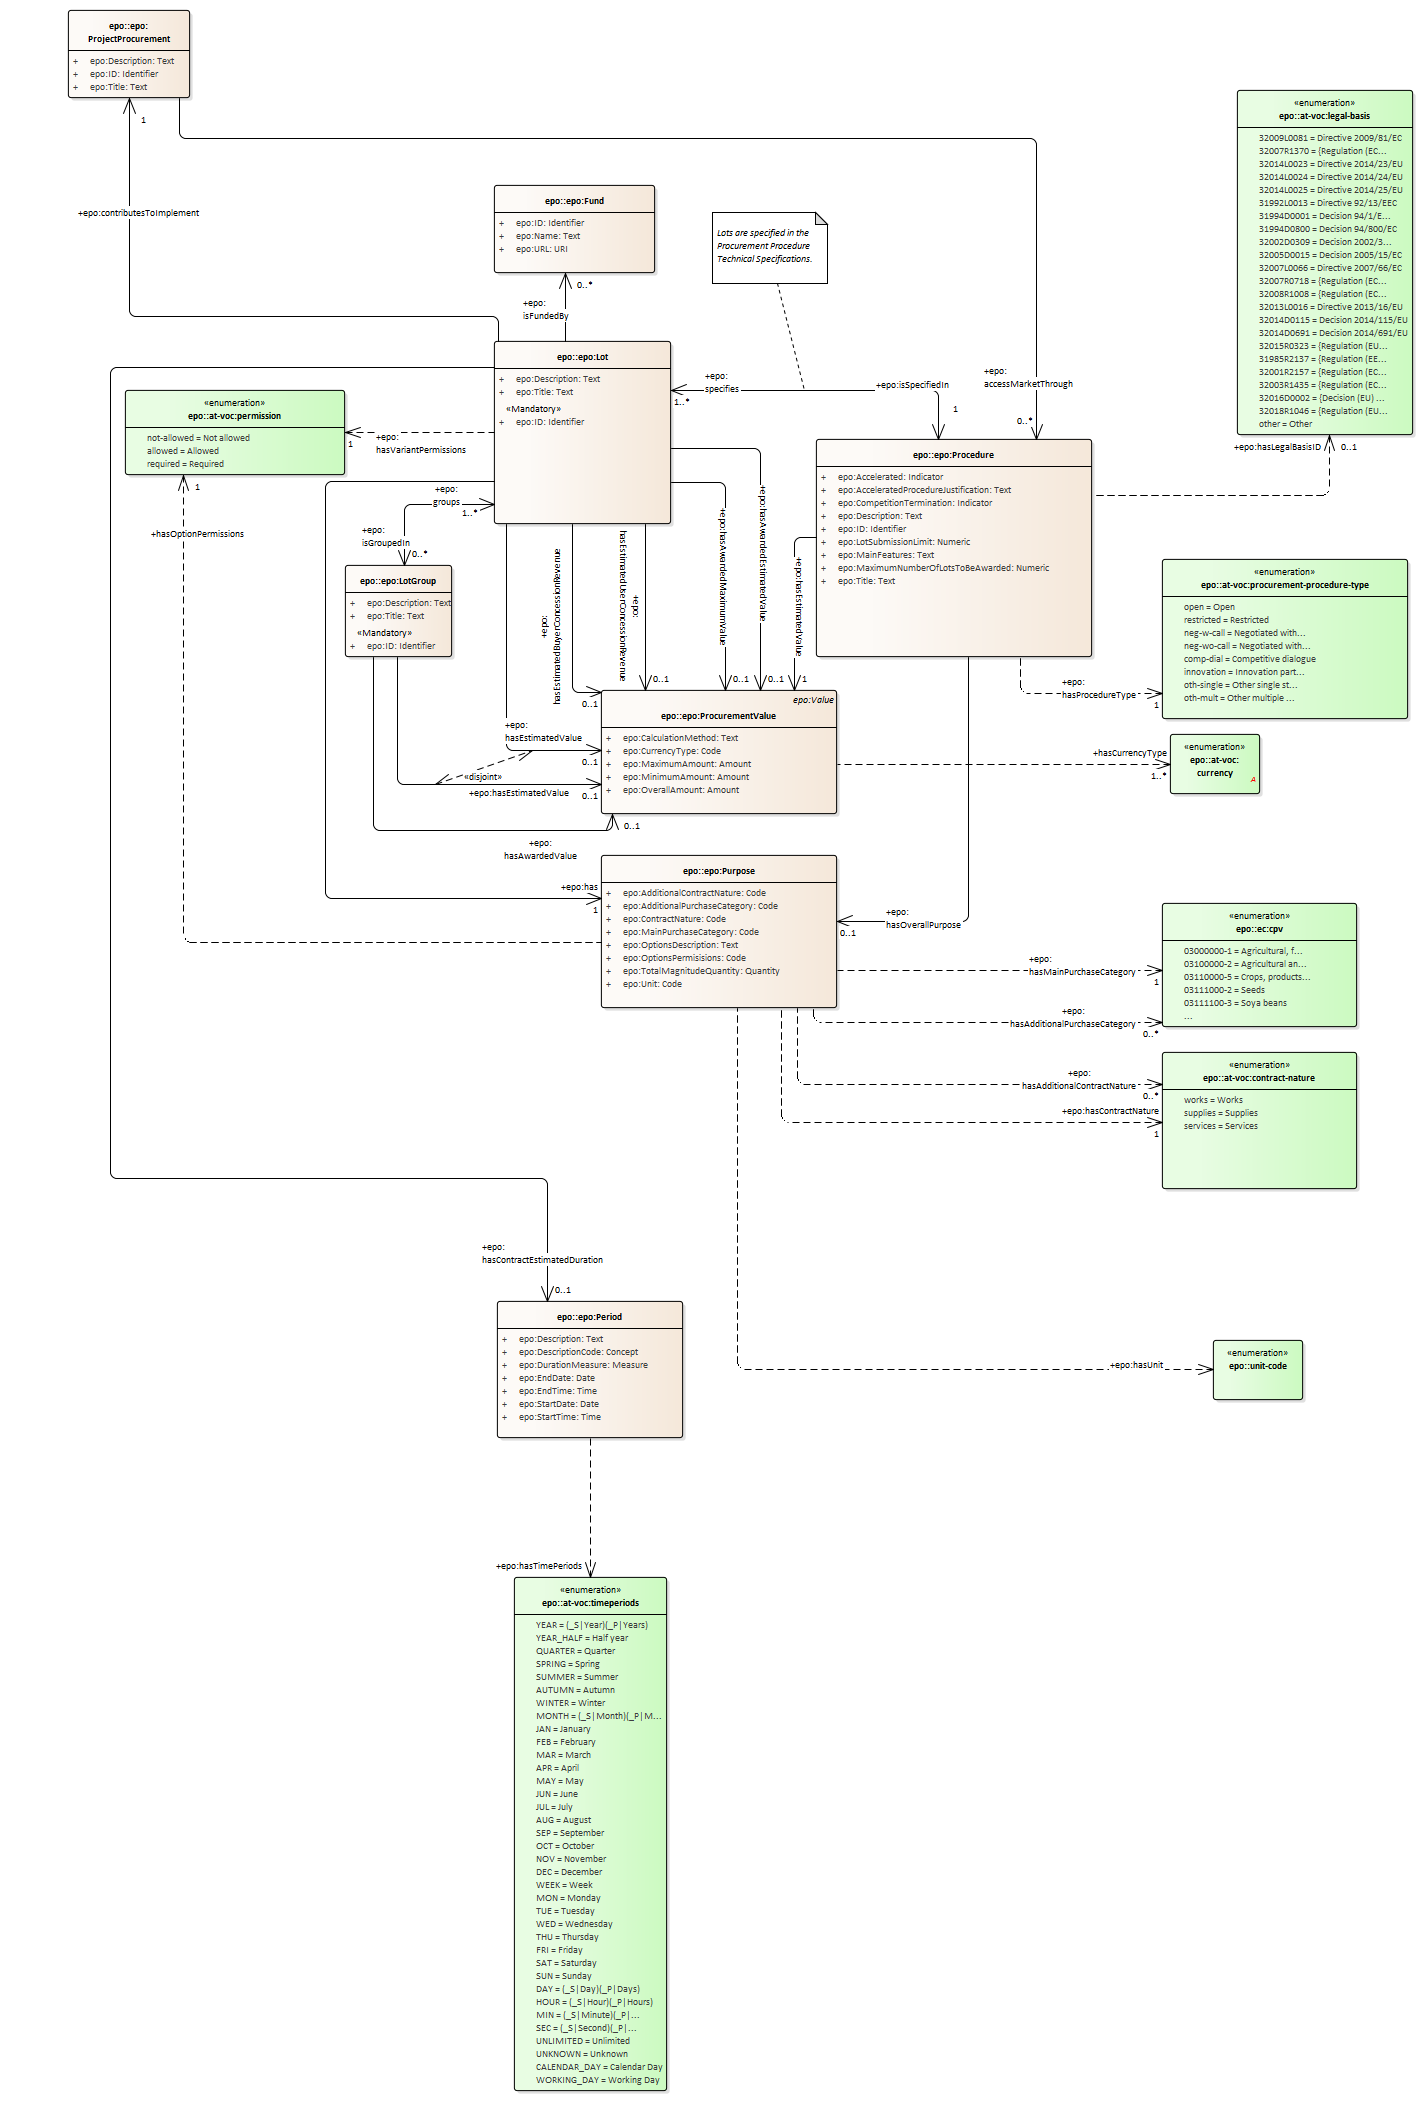 epo::epo:
ProjectProcurement
+ epo:Description: Text
+ epo:ID: Identifier
+ epo:Title: Text
1
+epo:contributesToImplement
«enumeration»
epo::at-voc:legal-basis
32009L0081 = Directive 2009/81/EC
32007R1370 = {Regulation (EC...
32014L0023 = Directive 2014/23/EU
32014L0024 = Directive 2014/24/EU
32014L0025 = Directive 2014/25/EU
31992L0013 = Directive 92/13/EEC
31994D0001 = Decision 94/1/E...
31994D0800 = Decision 94/800/EC
32002D0309 = Decision 2002/3...
32005D0015 = Decision 2005/15/EC
32007L0066 = Directive 2007/66/EC
32007R0718 = {Regulation (EC...
32008R1008 = {Regulation (EC...
32013L0016 = Directive 2013/16/EU
32014D0115 = Decision 2014/115/EU
32014D0691 = Decision 2014/691/EU
32015R0323 = {Regulation (EU...
31985R2137 = {Regulation (EE...
32001R2157 = {Regulation (EC...
32003R1435 = {Regulation (EC...
32016D0002 = {Decision (EU) ...
32018R1046 = {Regulation (EU...
other = Other
+epo:hasLegalBasisID
0..1
epo::epo:Fund
+ epo:ID: Identifier
+ epo:Name: Text
+ epo:URL: URI
0..*
+epo:
isFundedBy
Lots are specified in the
Procurement Procedure
Technical Specifications.
epo::epo:Lot
+ epo:Description: Text
+ epo:Title: Text
«Mandatory»
+ epo:ID: Identifier
+epo:
specifies
1..*
+epo:isSpecifiedIn
1
+epo:
accessMarketThrough
0..*
«enumeration»
epo::at-voc:permission
not-allowed = Not allowed
allowed = Allowed
required = Required
1
+epo:
hasVariantPermissions
1
+hasOptionPermissions
+epo:
groups
1..*
+epo:
isGroupedIn
0..*
epo::epo:LotGroup
+ epo:Description: Text
+ epo:Title: Text
«Mandatory»
+ epo:ID: Identifier
epo::epo:Procedure
+ epo:Accelerated: Indicator
+ epo:AcceleratedProcedureJustification: Text
+ epo:CompetitionTermination: Indicator
+ epo:Description: Text
+ epo:ID: Identifier
+ epo:LotSubmissionLimit: Numeric
+ epo:MainFeatures: Text
+ epo:MaximumNumberOfLotsToBeAwarded: Numeric
+ epo:Title: Text
+epo:
hasEstimatedBuyerConcessionRevenue
0..1
+epo:
hasEstimatedUserConcessionRevenue
0..1
+epo:hasAwardedMaximumValue
0..1
+epo:hasAwardedEstimatedValue
0..1
+epo:hasEstimatedValue
1
«enumeration»
epo::at-voc:procurement-procedure-type
open = Open
restricted = Restricted
neg-w-call = Negotiated with...
neg-wo-call = Negotiated with...
comp-dial = Competitive dialogue
innovation = Innovation part...
oth-single = Other single st...
oth-mult = Other multiple ...
+epo:
hasProcedureType
1
epo:Value
epo::epo:ProcurementValue
+ epo:CalculationMethod: Text
+ epo:CurrencyType: Code
+ epo:MaximumAmount: Amount
+ epo:MinimumAmount: Amount
+ epo:OverallAmount: Amount
+epo:
hasEstimatedValue
0..1
«disjoint»
+epo:hasEstimatedValue
0..1
0..1
+epo:
hasAwardedValue
+hasCurrencyType
1..*
«enumeration»
epo::at-voc:
currency
A
epo::epo:Purpose
+ epo:AdditionalContractNature: Code
+ epo:AdditionalPurchaseCategory: Code
+ epo:ContractNature: Code
+ epo:MainPurchaseCategory: Code
+ epo:OptionsDescription: Text
+ epo:OptionsPermisisions: Code
+ epo:TotalMagnitudeQuantity: Quantity
+ epo:Unit: Code
+epo:has
1
+epo:
hasOverallPurpose
0..1
«enumeration»
epo::ec:cpv
03000000-1 = Agricultural, f...
03100000-2 = Agricultural an...
03110000-5 = Crops, products...
03111000-2 = Seeds
03111100-3 = Soya beans
...
+epo:
hasMainPurchaseCategory
1
+epo:
hasAdditionalPurchaseCategory
0..*
«enumeration»
epo::at-voc:contract-nature
works = Works
supplies = Supplies
services = Services
+epo:
hasAdditionalContractNature
0..*
+epo:hasContractNature
1
+epo:
hasContractEstimatedDuration
0..1
epo::epo:Period
+ epo:Description: Text
+ epo:DescriptionCode: Concept
+ epo:DurationMeasure: Measure
+ epo:EndDate: Date
+ epo:EndTime: Time
+ epo:StartDate: Date
+ epo:StartTime: Time
+epo:hasUnit
«enumeration»
epo::unit-code
+epo:hasTimePeriods
«enumeration»
epo::at-voc:timeperiods
YEAR = (_S|Year)(_P|Years)
YEAR_HALF = Half year
QUARTER = Quarter
SPRING = Spring
SUMMER = Summer
AUTUMN = Autumn
WINTER = Winter
MONTH = (_S|Month)(_P|M...
JAN = January
FEB = February
MAR = March
APR = April
MAY = May
JUN = June
JUL = July
AUG = August
SEP = September
OCT = October
NOV = November
DEC = December
WEEK = Week
MON = Monday
TUE = Tuesday
WED = Wednesday
THU = Thursday
FRI = Friday
SAT = Saturday
SUN = Sunday
DAY = (_S|Day)(_P|Days)
HOUR = (_S|Hour)(_P|Hours)
MIN = (_S|Minute)(_P|...
SEC = (_S|Second)(_P|...
UNLIMITED = Unlimited
UNKNOWN = Unknown
CALENDAR_DAY = Calendar Day
WORKING_DAY = Working Day